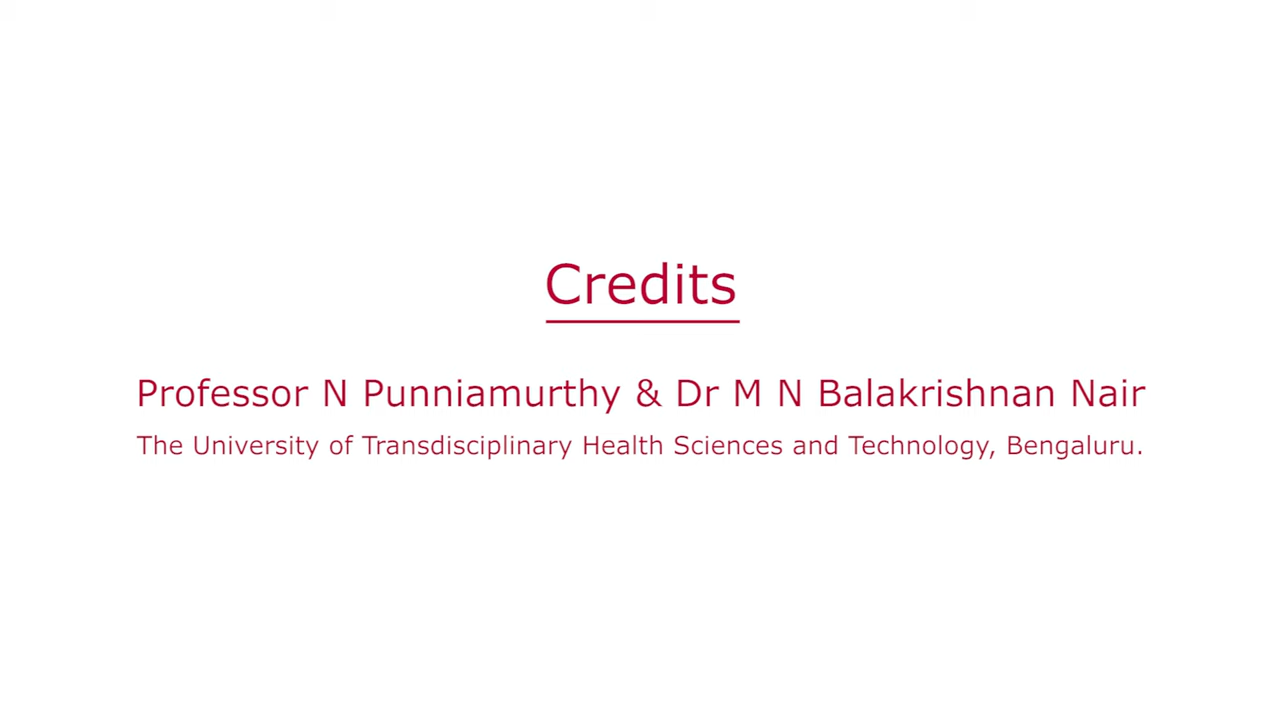 Credits
Professor N Punniamurthy & Dr M N Balakrishnan Nair
The University of Transdisciplinary Health Sciences and Technology, Bengaluru.